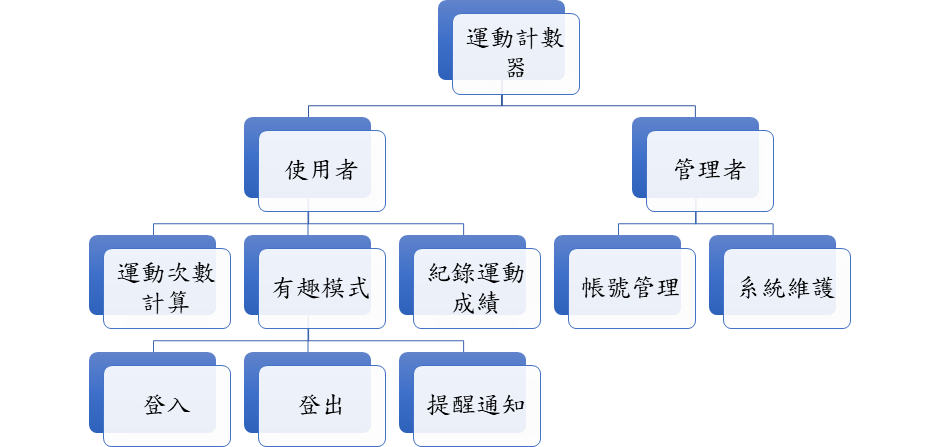 運動計數
器
使用者
管理者
運動次數
計算
有趣模式
紀錄運動
成績
帳號管理
系統維護
登入
登出
提醒通知